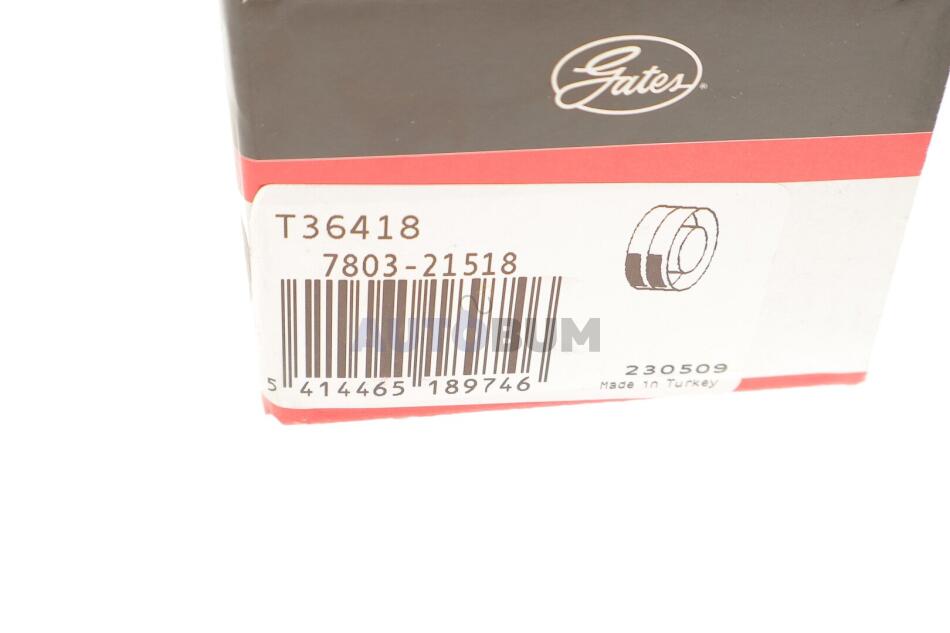 Gates®
T36418
7803-21518
AUTOBUM
5 414465 189746
230509
Made in Turkey